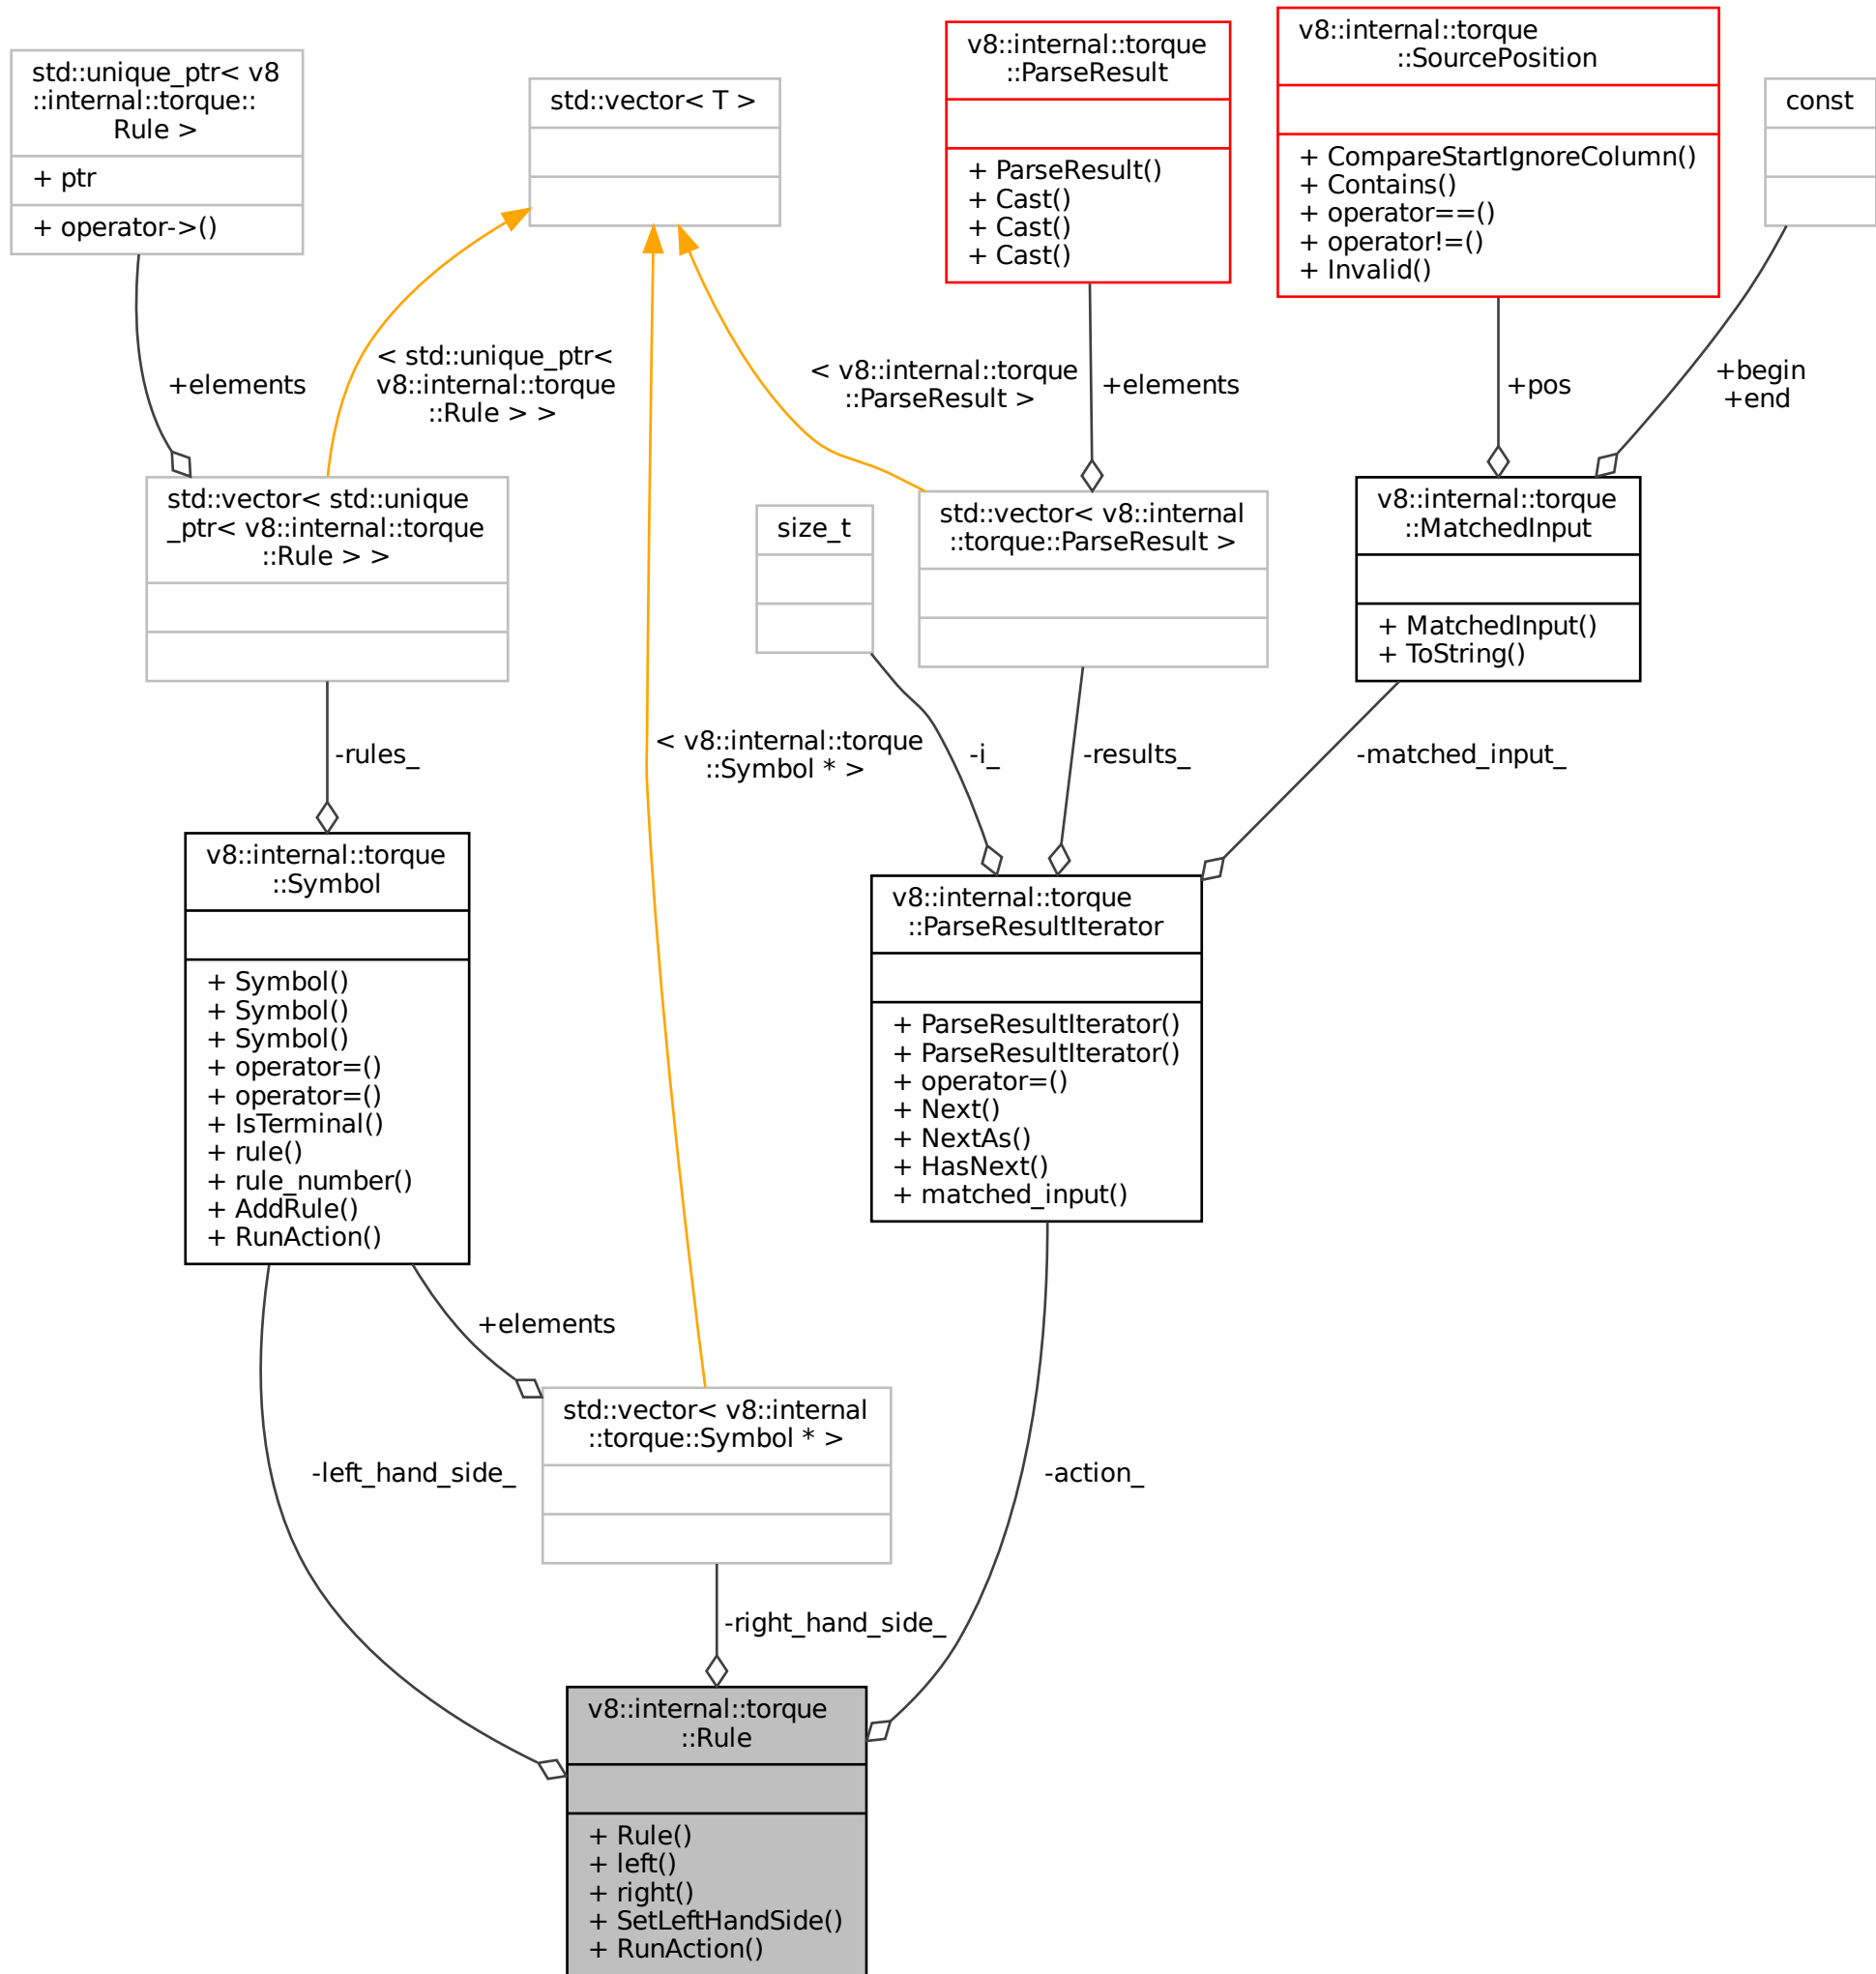 std::unique_ptr< v8
::internal::torque::
Rule >
+ ptr
+ operator->()
std::vector< T >
v8::internal::torque
::ParseResult
+ ParseResult()
+ Cast()
+ Cast()
+ Cast()
v8::internal::torque
::SourcePosition
+ CompareStartIgnoreColumn()
+ Contains()
+ operator==()
+ operator!=()
+ Invalid()
const
+elements
< std::unique_ptr<
v8::internal::torque
::Rule > >
< v8::internal::torque
::ParseResult >
+elements
+pos
+begin
+end
std::vector< std::unique
_ptr< v8::internal::torque
::Rule > >
size_t
std::vector< v8::internal
::torque::ParseResult >
v8::internal::torque
::MatchedInput
+ MatchedInput()
+ ToString()
-rules_
< v8::internal::torque
::Symbol * >
-i_
-results_
-matched_input_
v8::internal::torque
::Symbol
+ Symbol()
+ Symbol()
+ Symbol()
+ operator=()
+ operator=()
+ IsTerminal()
+ rule()
+ rule_number()
+ AddRule()
+ RunAction()
v8::internal::torque
::ParseResultIterator
+ ParseResultIterator()
+ ParseResultIterator()
+ operator=()
+ Next()
+ NextAs()
+ HasNext()
+ matched_input()
+elements
std::vector< v8::internal
::torque::Symbol * >
-left_hand_side_
-action_
-right_hand_side_
v8::internal::torque
::Rule
+ Rule()
+ left()
+ right()
+ SetLeftHandSide()
+ RunAction()